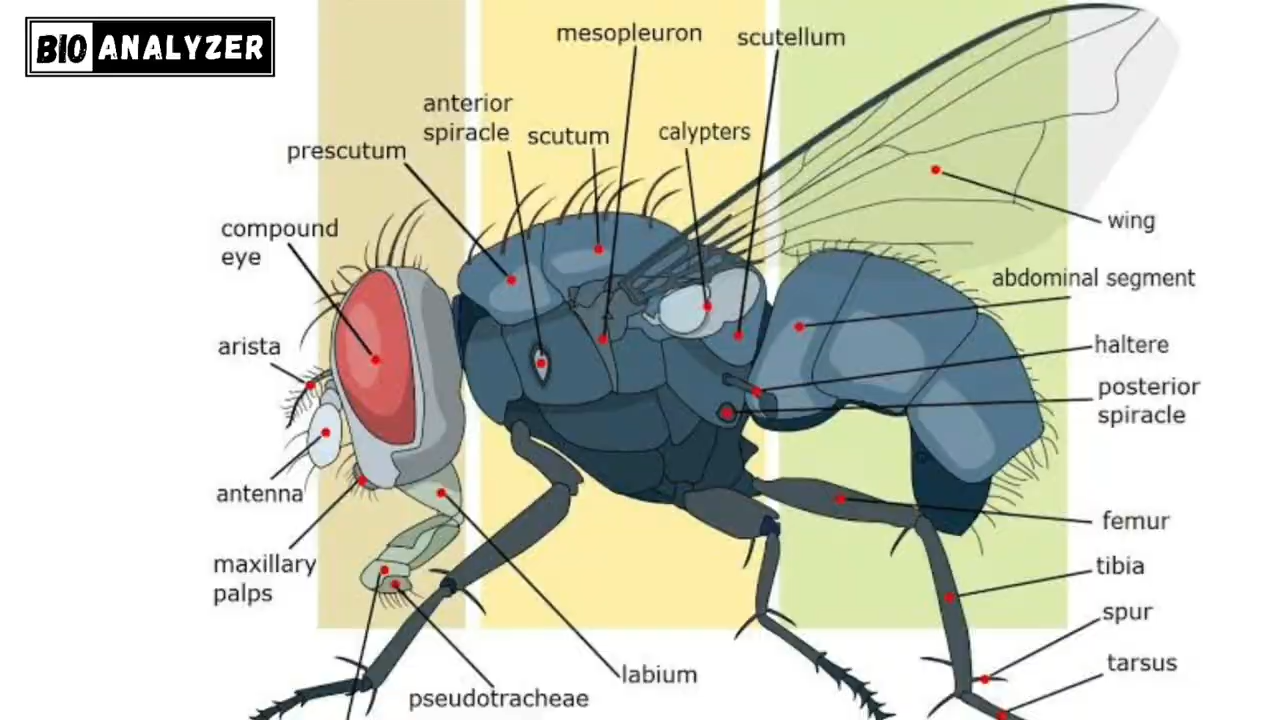 BIO ANALYZER
mesopleuron
scutellum
anterior
spiracle
scutum
calypters
prescutum
compound
eye
wing
abdominal segment
arista
haltere
posterior
spiracle
antenna
femur
maxillary
palps
tibia
spur
labium
tarsus
pseudotracheae